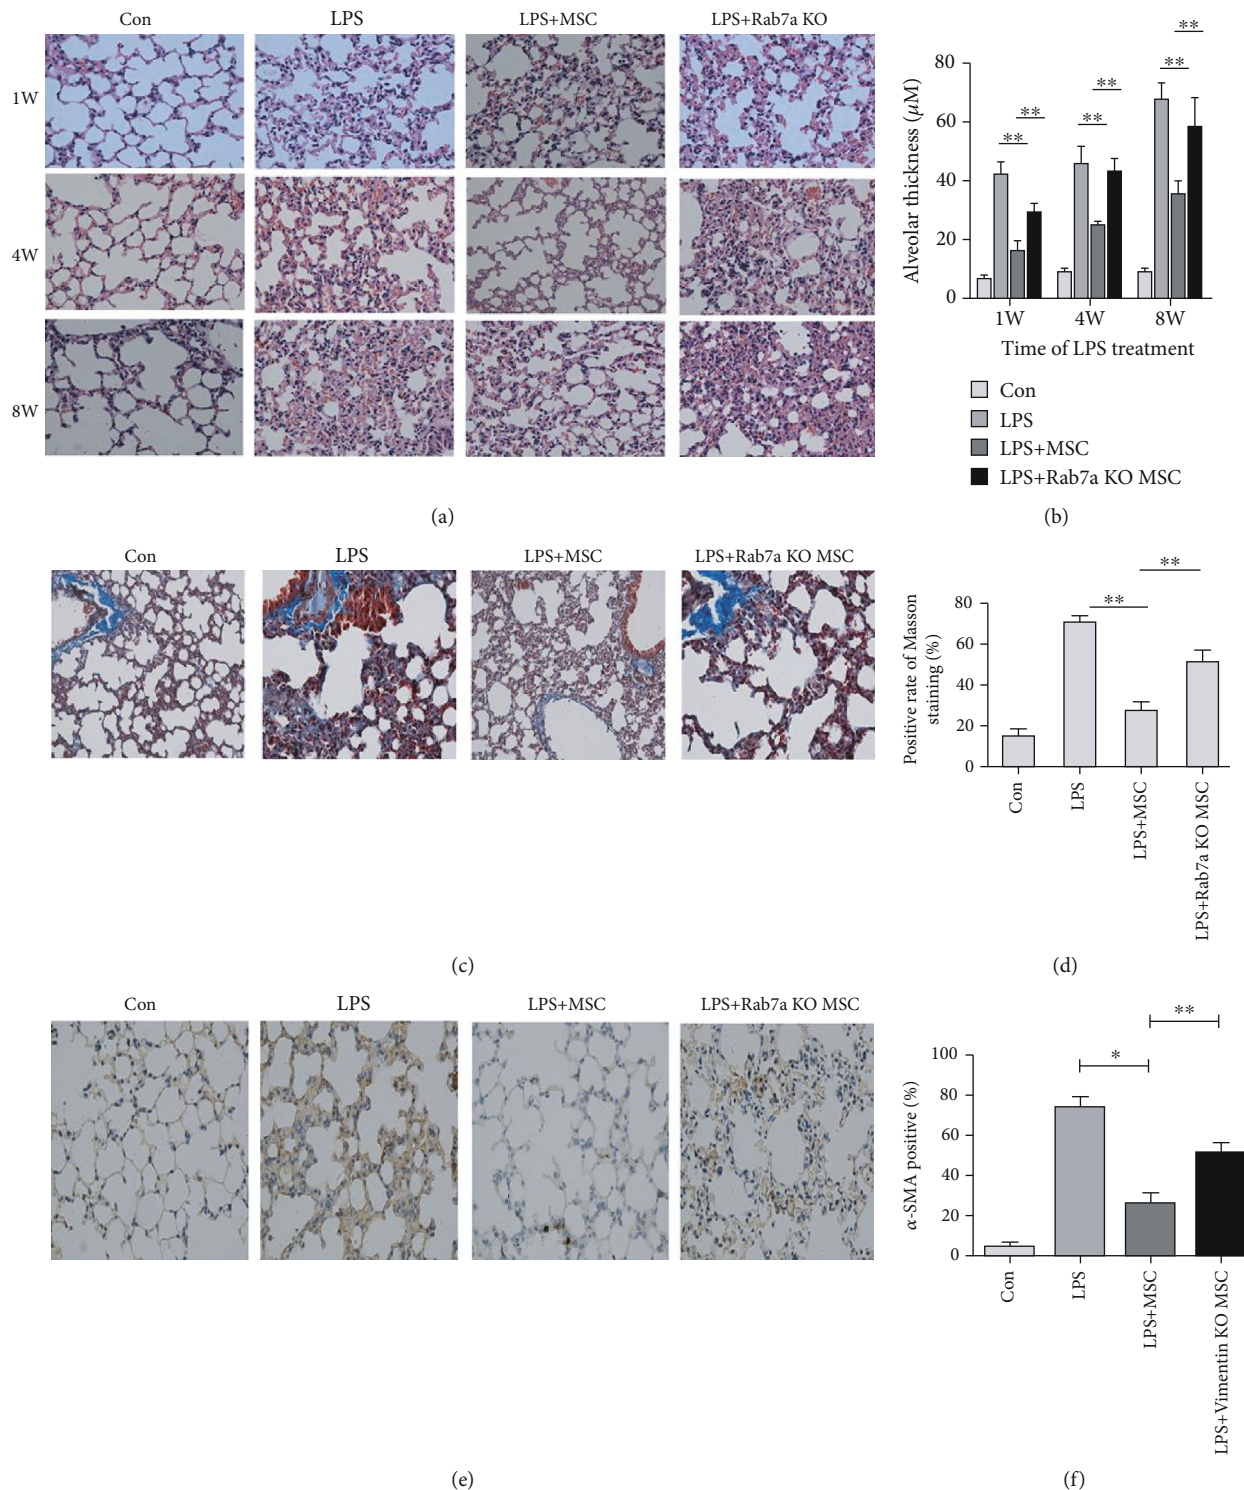 Con
LPS
LPS+MSC
LPS+Rab7a KO
1W
4W
8W
(a)
** ** ** ** ** **
80
60
40
20
0
Alveolar thickness (μM)
1W 4W 8W
Time of LPS treatment
Con
LPS
LPS+MSC
LPS+Rab7a KO MSC
(b)
Con
LPS
LPS+MSC
LPS+Rab7a KO MSC
(c)
** **
80
60
40
20
0
Positive rate of Masson
staining (%)
Con
LPS
LPS+MSC
LPS+Rab7a KO MSC
(d)
Con
LPS
LPS+MSC
LPS+Rab7a KO MSC
(e)
* **
100
80
60
40
20
0
α-SMA positive (%)
Con
LPS
LPS+MSC
LPS+Vimentin KO MSC
(f)